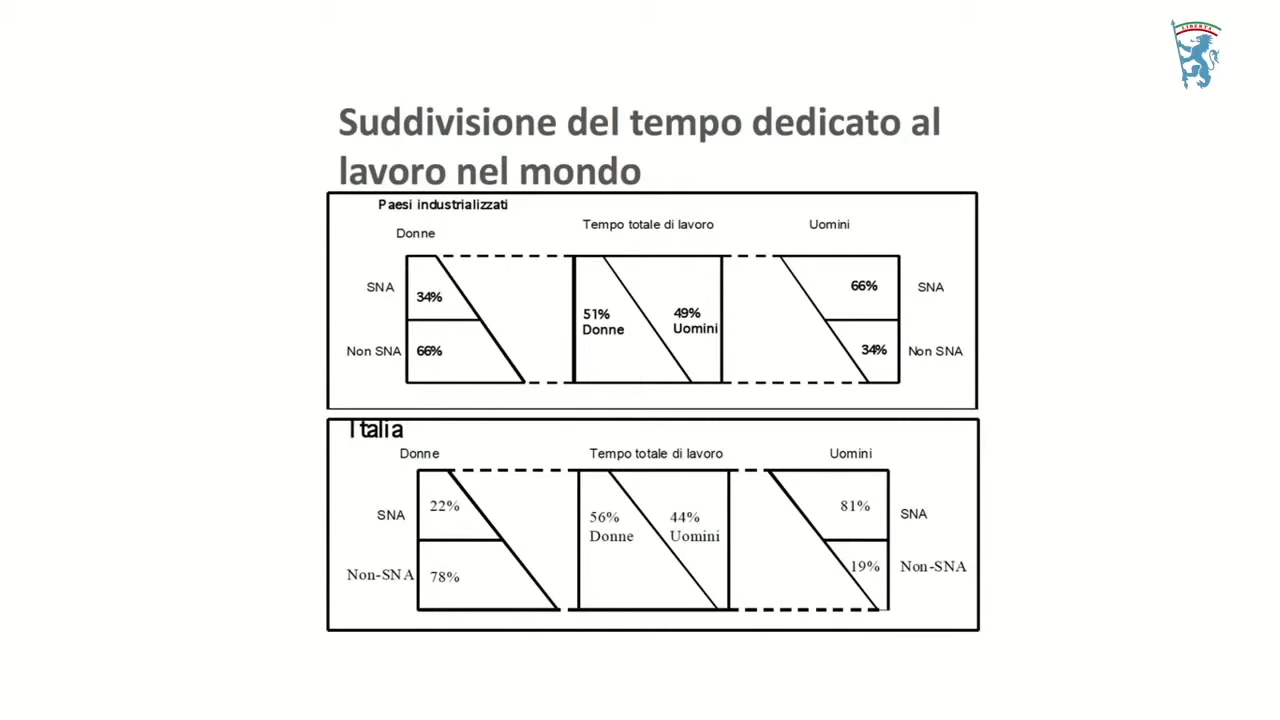 LIBERTÀ
Suddivisione del tempo dedicato al
lavoro nel mondo
Paesi industrializzati
Donne
Tempo totale di lavoro
Uomini
SNA
34%
66%
SNA
51%
Donne
49%
Uomini
Non SNA
66%
34%
Non SNA
Italia
Donne
Tempo totale di lavoro
Uomini
SNA
22%
81%
SNA
56%
Donne
44%
Uomini
Non-SNA
78%
19%
Non-SNA